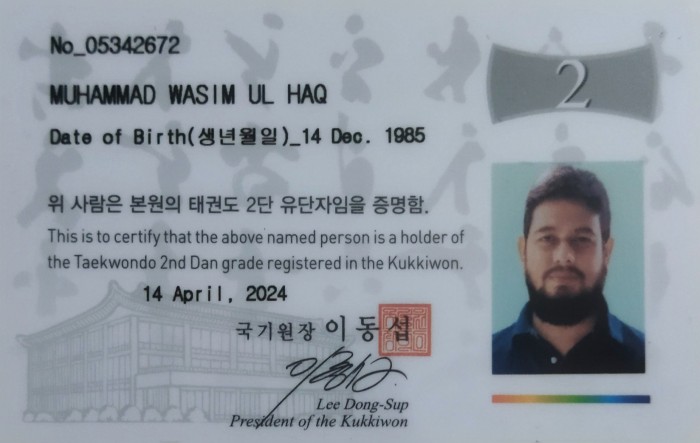 No_05342672
2
MUHAMMAD WASIM UL HAQ
Date of Birth(생년월일)_14 Dec. 1985
위 사람은 본원의 태권도 2단 유단자임을 증명함.
This is to certify that the above named person is a holder of
the Taekwondo 2nd Dan grade registered in the Kukkiwon.
14 April, 2024
국기원장 이동섭
Lee Dong-Sup
President of the Kukkiwon